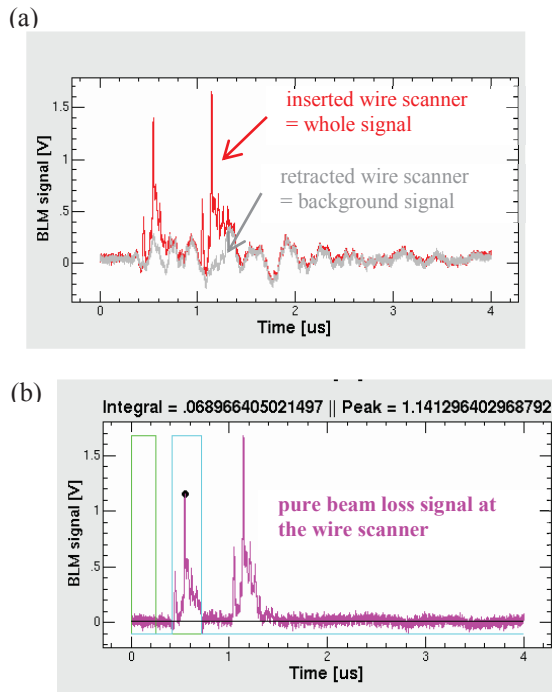 (a)
inserted wire scanner
= whole signal
retracted wire scanner
= background signal
BLM signal [V]
1.5
1
.5
0
0 1 2 3 4
Time [us]
(b)
Integral = .068966405021497 || Peak = 1.141296402968792
pure beam loss signal at
the wire scanner
BLM signal [V]
1.5
1
.5
0
0 1 2 3 4
Time [us]